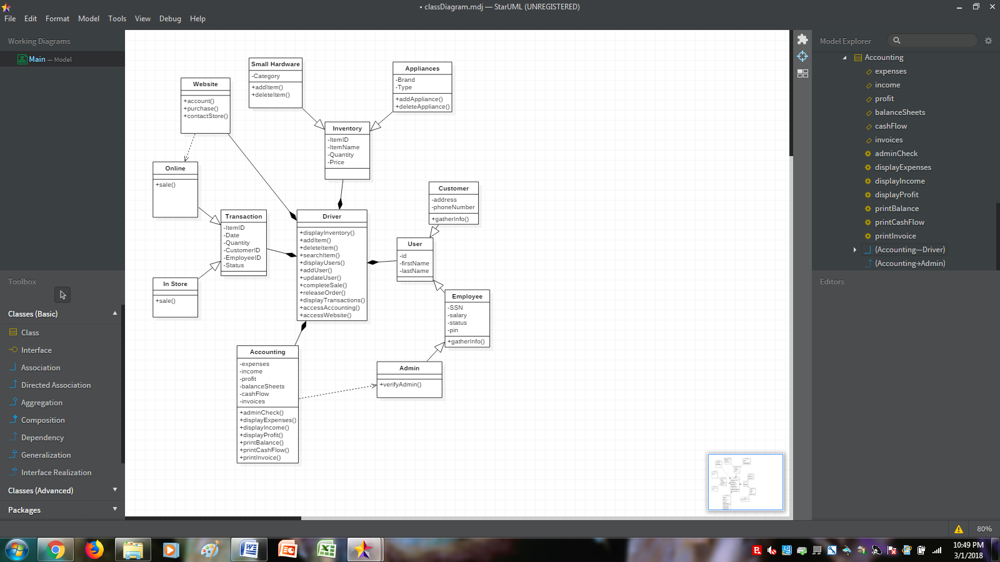 • classDiagram.mdj — StarUML (UNREGISTERED)
File Edit Format Model Tools View Debug Help
Working Diagrams
Main — Model
Toolbox
Classes (Basic)
Class
Interface
Association
Directed Association
Aggregation
Composition
Dependency
Generalization
Interface Realization
Classes (Advanced)
Packages
Small Hardware
-Category
+addItem()
+deleteItem()
Appliances
-Brand
-Type
+addAppliance()
+deleteAppliance()
Website
+account()
+purchase()
+contactStore()
Inventory
-ItemID
-ItemName
-Quantity
-Price
Online
+sale()
Customer
-address
-phoneNumber
+gatherInfo()
Transaction
-ItemID
-Date
-Quantity
-CustomerID
-EmployeeID
-Status
Driver
+displayInventory()
+addItem()
+deleteItem()
+searchItem()
+displayUsers()
+addUser()
+updateUser()
+completeSale()
+releaseOrder()
+displayTransactions()
+accessAccounting()
+accessWebsite()
User
-id
-firstName
-lastName
In Store
+sale()
Employee
-SSN
-salary
-status
-pin
+gatherInfo()
Accounting
-expenses
-income
-profit
-balanceSheets
-cashFlow
-invoices
+adminCheck()
+displayExpenses()
+displayIncome()
+displayProfit()
+printBalance()
+printCashFlow()
+printInvoice()
Admin
+verifyAdmin()
Model Explorer
Accounting
expenses
income
profit
balanceSheets
cashFlow
invoices
adminCheck
displayExpenses
displayIncome
displayProfit
printBalance
printCashFlow
printInvoice
(Accounting—Driver)
(Accounting→Admin)
Editors
80%
10:49 PM
3/1/2018